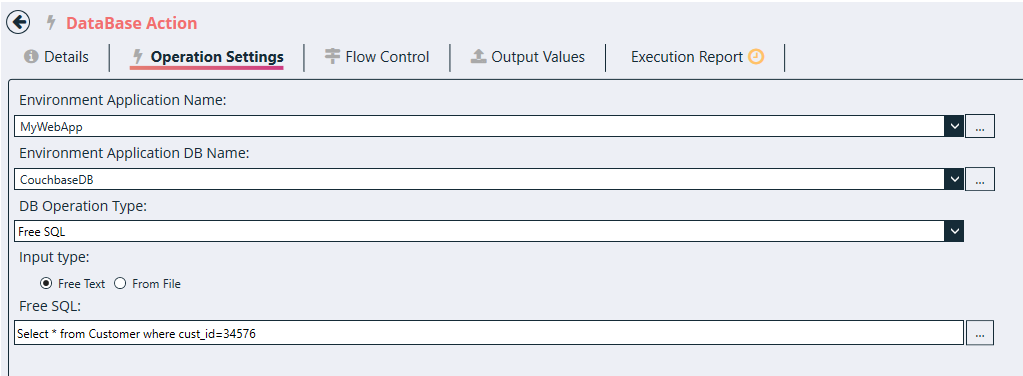 DataBase Action
Details Operation Settings Flow Control Output Values Execution Report
Environment Application Name:
MyWebApp ...
Environment Application DB Name:
CouchbaseDB ...
DB Operation Type:
Free SQL
Input type:
Free Text From File
Free SQL:
Select * from Customer where cust_id=34576 ...